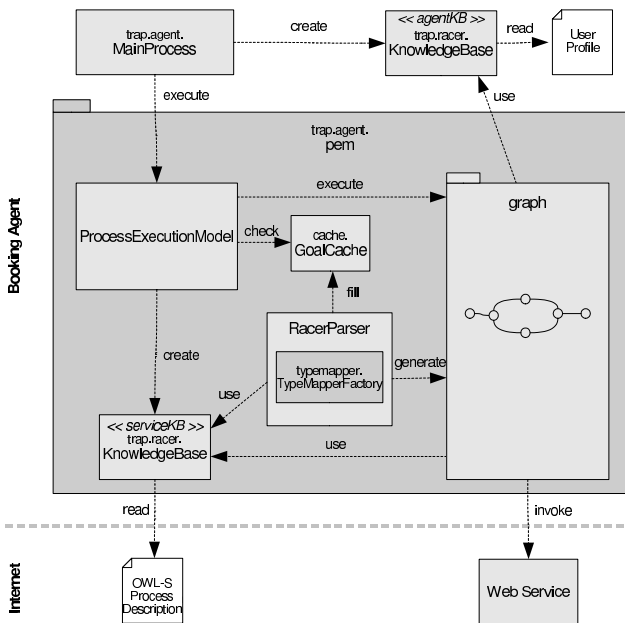 trap.agent.
MainProcess
create
<< agentKB >>
trap.racer.
KnowledgeBase
read
User
Profile
execute
use
trap.agent.
pem
Booking Agent
ProcessExecutionModel
execute
graph
check
cache.
GoalCache
fill
RacerParser
typemapper.
TypeMapperFactory
generate
create
use
<< serviceKB >>
trap.racer.
KnowledgeBase
use
read
invoke
Internet
OWL-S
Process
Description
Web Service